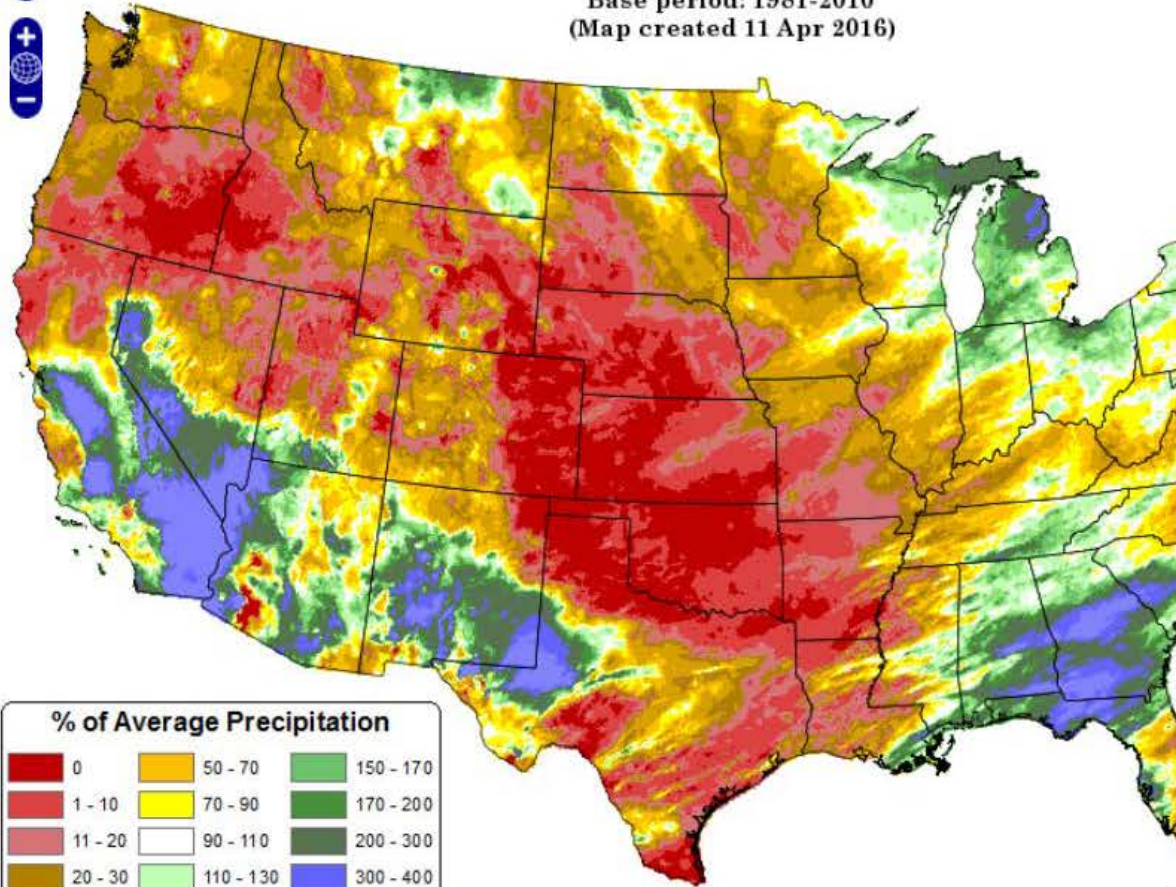 Base period: 1981-2010
(Map created 11 Apr 2016)
+
−
% of Average Precipitation
0
50 - 70
150 - 170
1 - 10
70 - 90
170 - 200
11 - 20
90 - 110
200 - 300
20 - 30
110 - 130
300 - 400